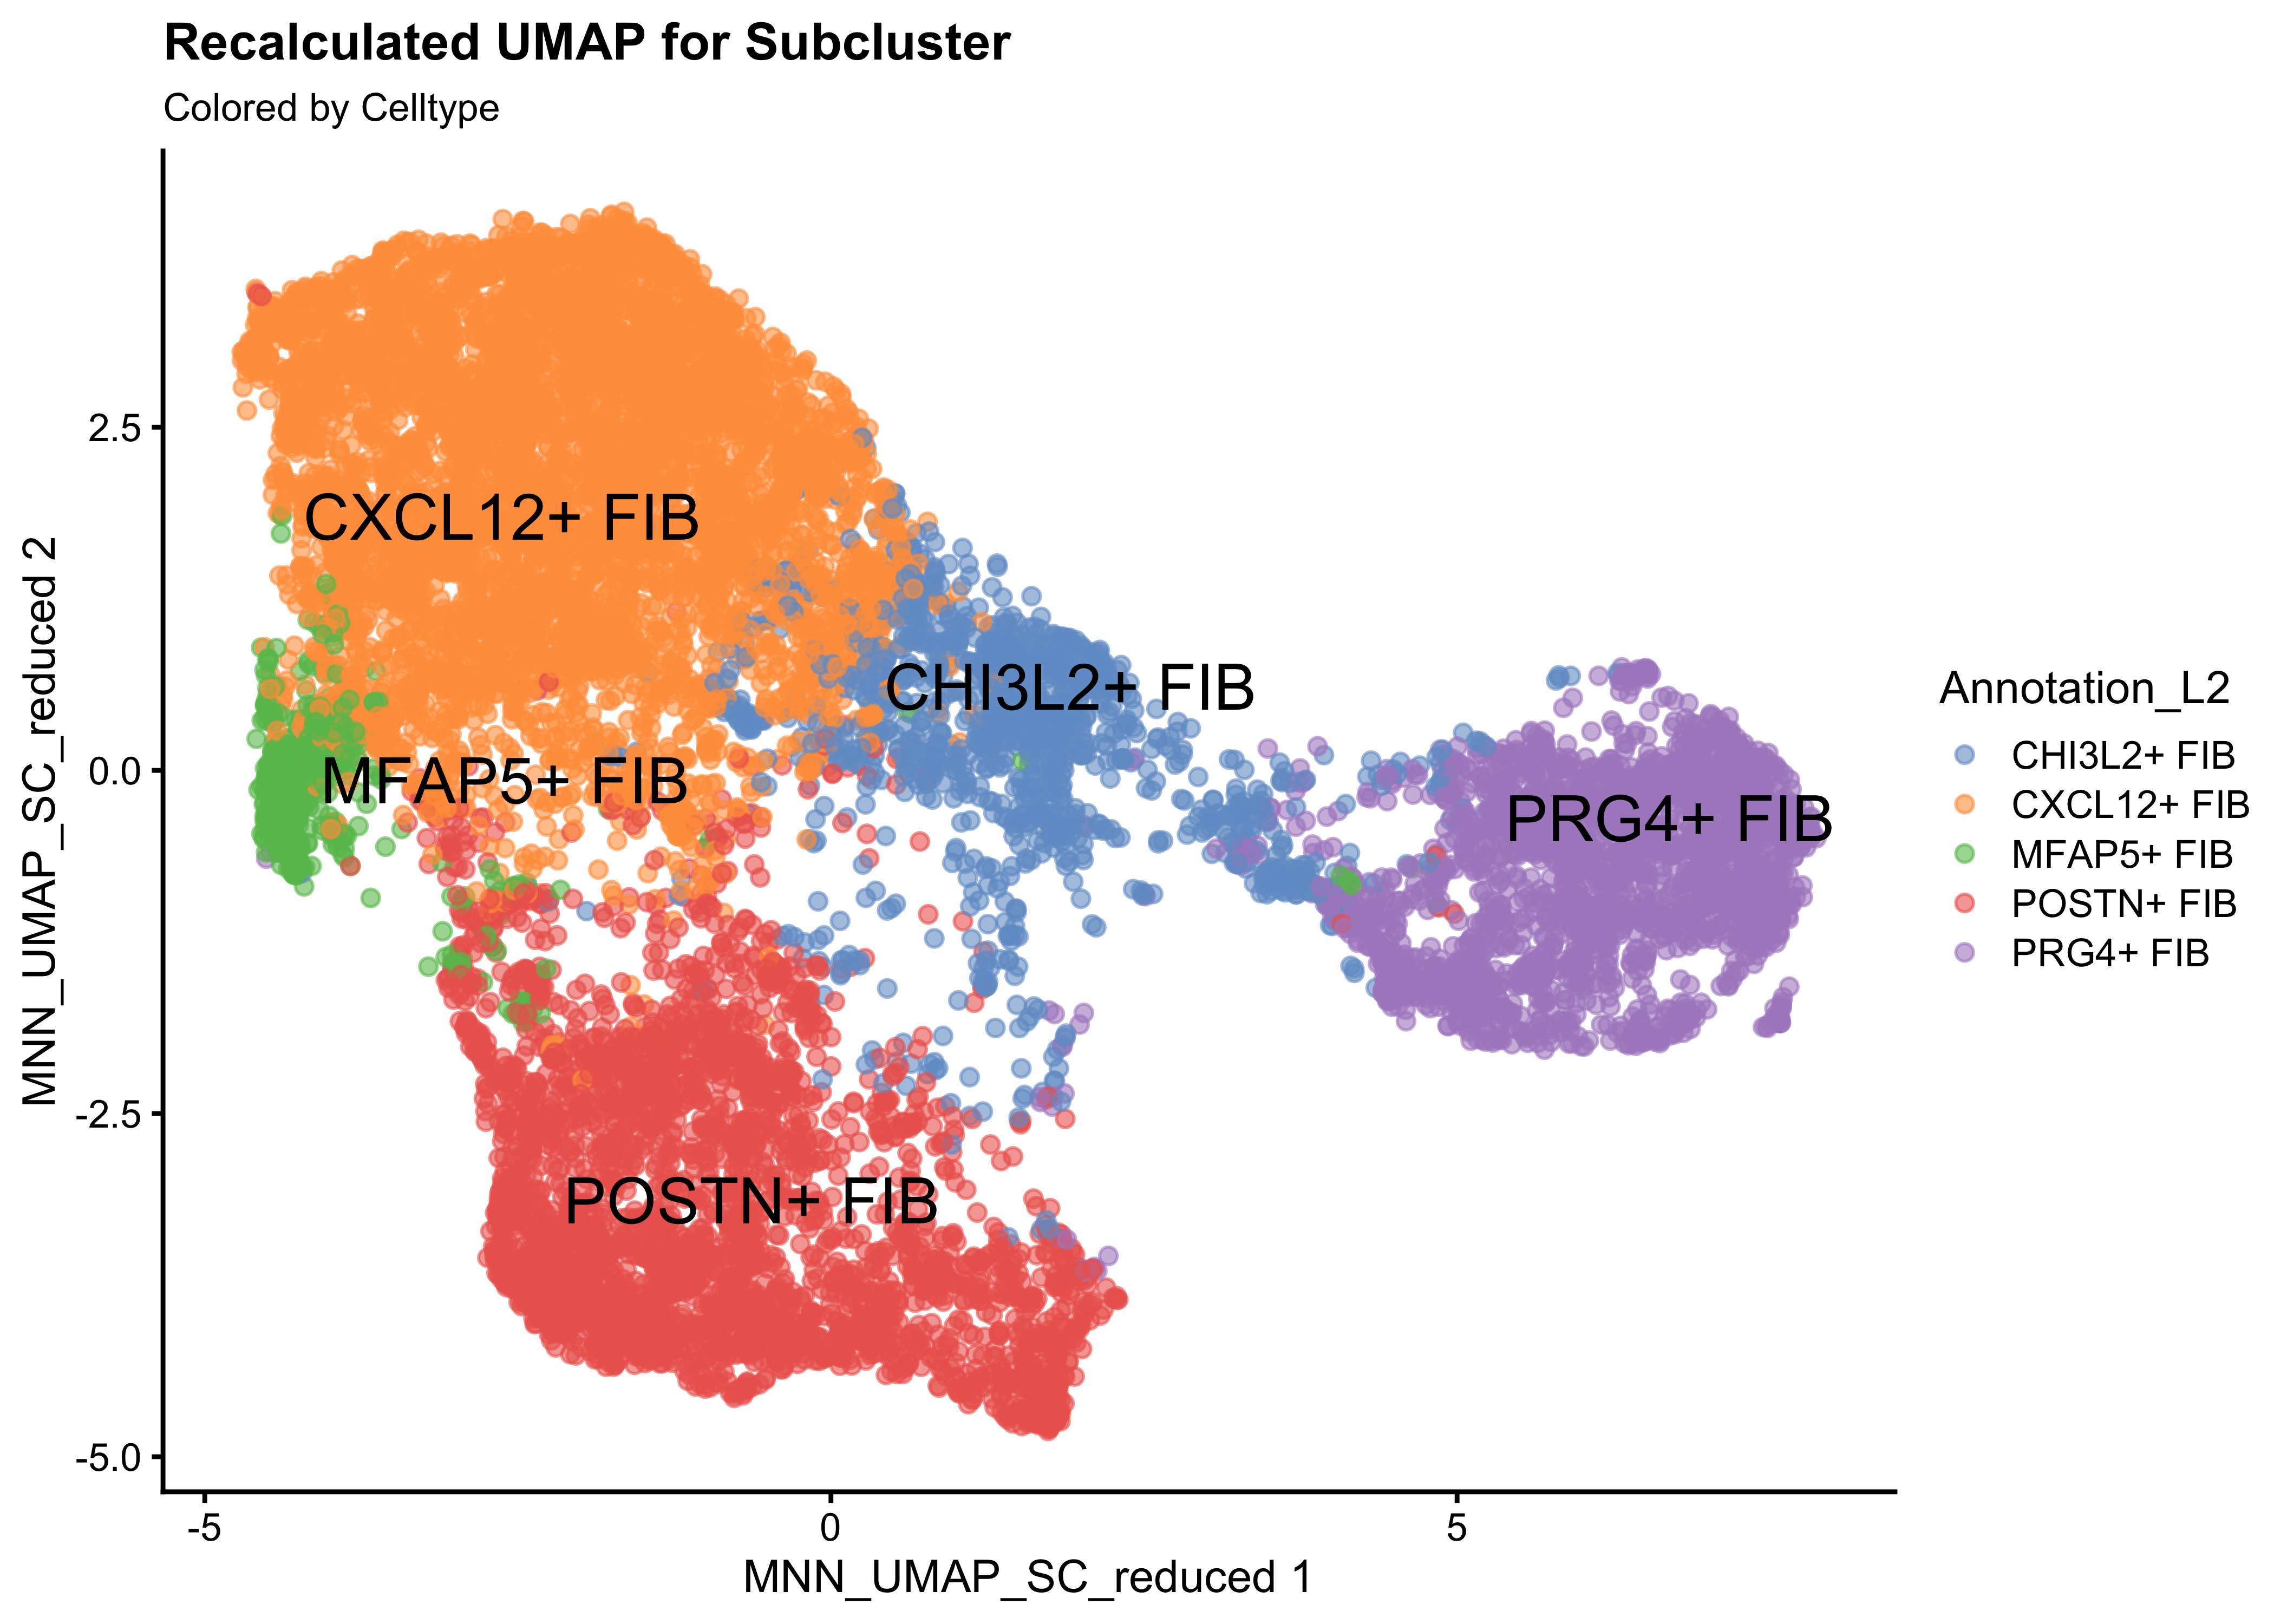 Recalculated UMAP for Subcluster
Colored by Celltype
MNN_UMAP_SC_reduced 2
2.5
0.0
-2.5
-5.0
CXCL12+ FIB
CHI3L2+ FIB
MFAP5+ FIB
PRG4+ FIB
POSTN+ FIB
-5
0
5
MNN_UMAP_SC_reduced 1
Annotation_L2
CHI3L2+ FIB
CXCL12+ FIB
MFAP5+ FIB
POSTN+ FIB
PRG4+ FIB